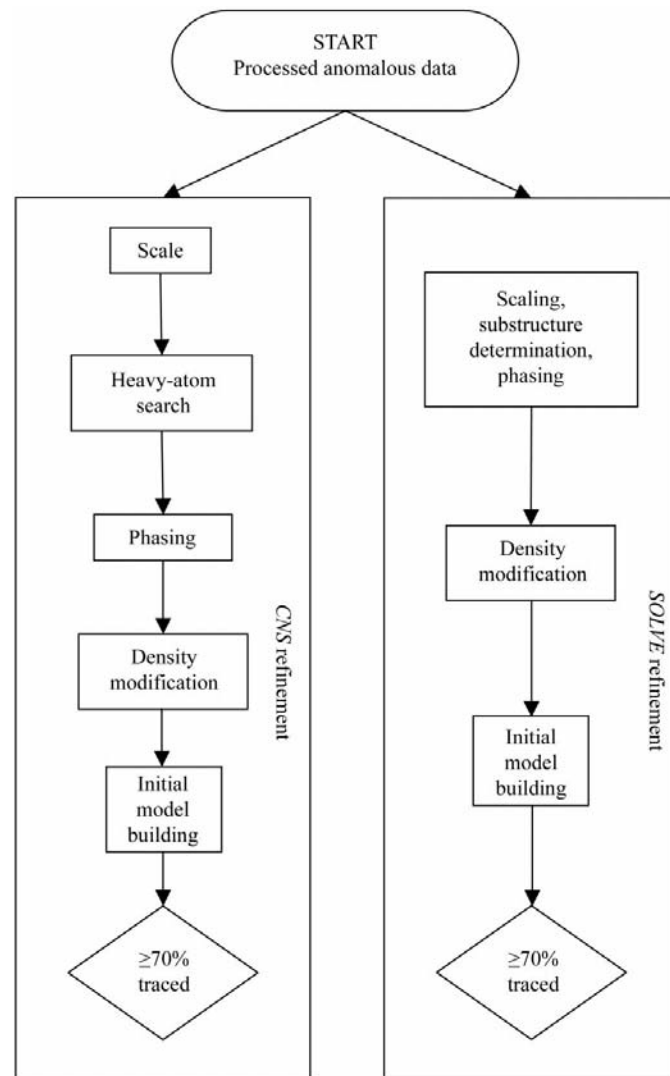 START
Processed anomalous data
Scale
Heavy-atom
search
Phasing
Density
modification
Initial
model
building
≥70%
traced
CNS refinement
Scaling,
substructure
determination,
phasing
Density
modification
Initial
model
building
≥70%
traced
SOLVE refinement